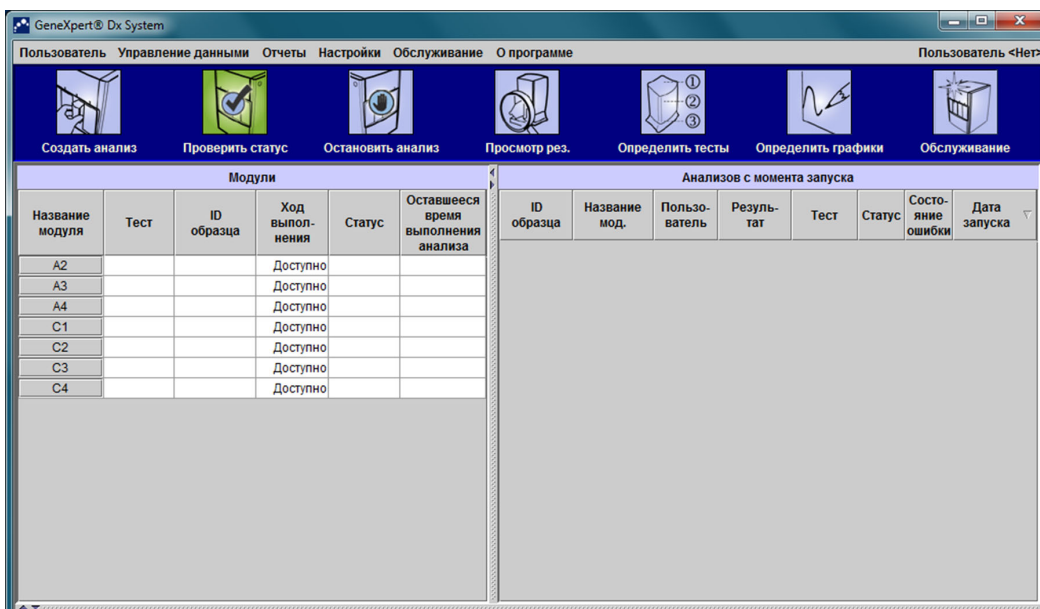 GeneXpert® Dx System
Пользователь Управление данными Отчеты Настройки Обслуживание О программе Пользователь <Нет>
①
②
③
Создать анализ Проверить статус Остановить анализ Просмотр рез. Определить тесты Определить графики Обслуживание
Модули
Название модуля
Тест
ID образца
Ход выпол- нения
Статус
Оставшееся время выполнения анализа
A2 Доступно
A3 Доступно
A4 Доступно
C1 Доступно
C2 Доступно
C3 Доступно
C4 Доступно
Анализов с момента запуска
ID образца
Название мод.
Пользо- ватель
Резуль- тат
Тест
Статус
Состо- яние ошибки
Дата запуска